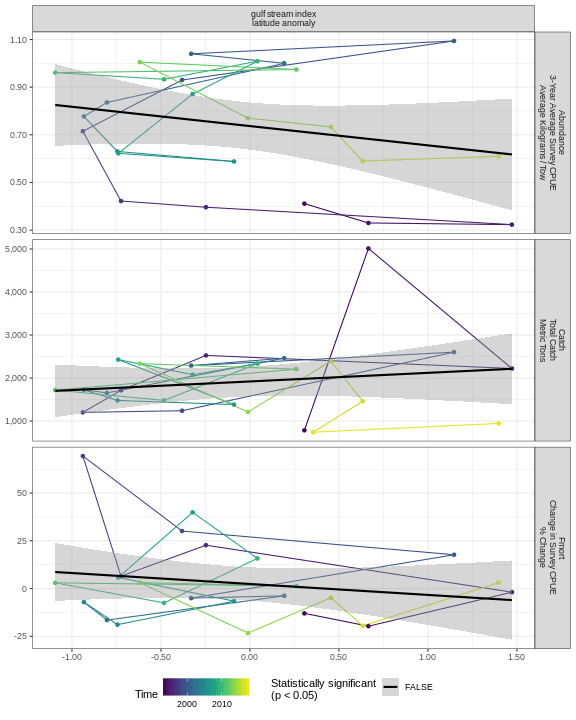 gulf stream index
latitude anomaly
1.10
0.90
0.70
0.50
0.30
Abundance
3-Year Average Survey CPUE
Average Kilograms / Tow
5,000
4,000
3,000
2,000
1,000
Catch
Total Catch
Metric Tons
50
25
0
-25
Fmort
Change in Survey CPUE
% Change
-1.00
-0.50
0.00
0.50
1.00
1.50
Time
2000
2010
Statistically significant
(p < 0.05)
FALSE